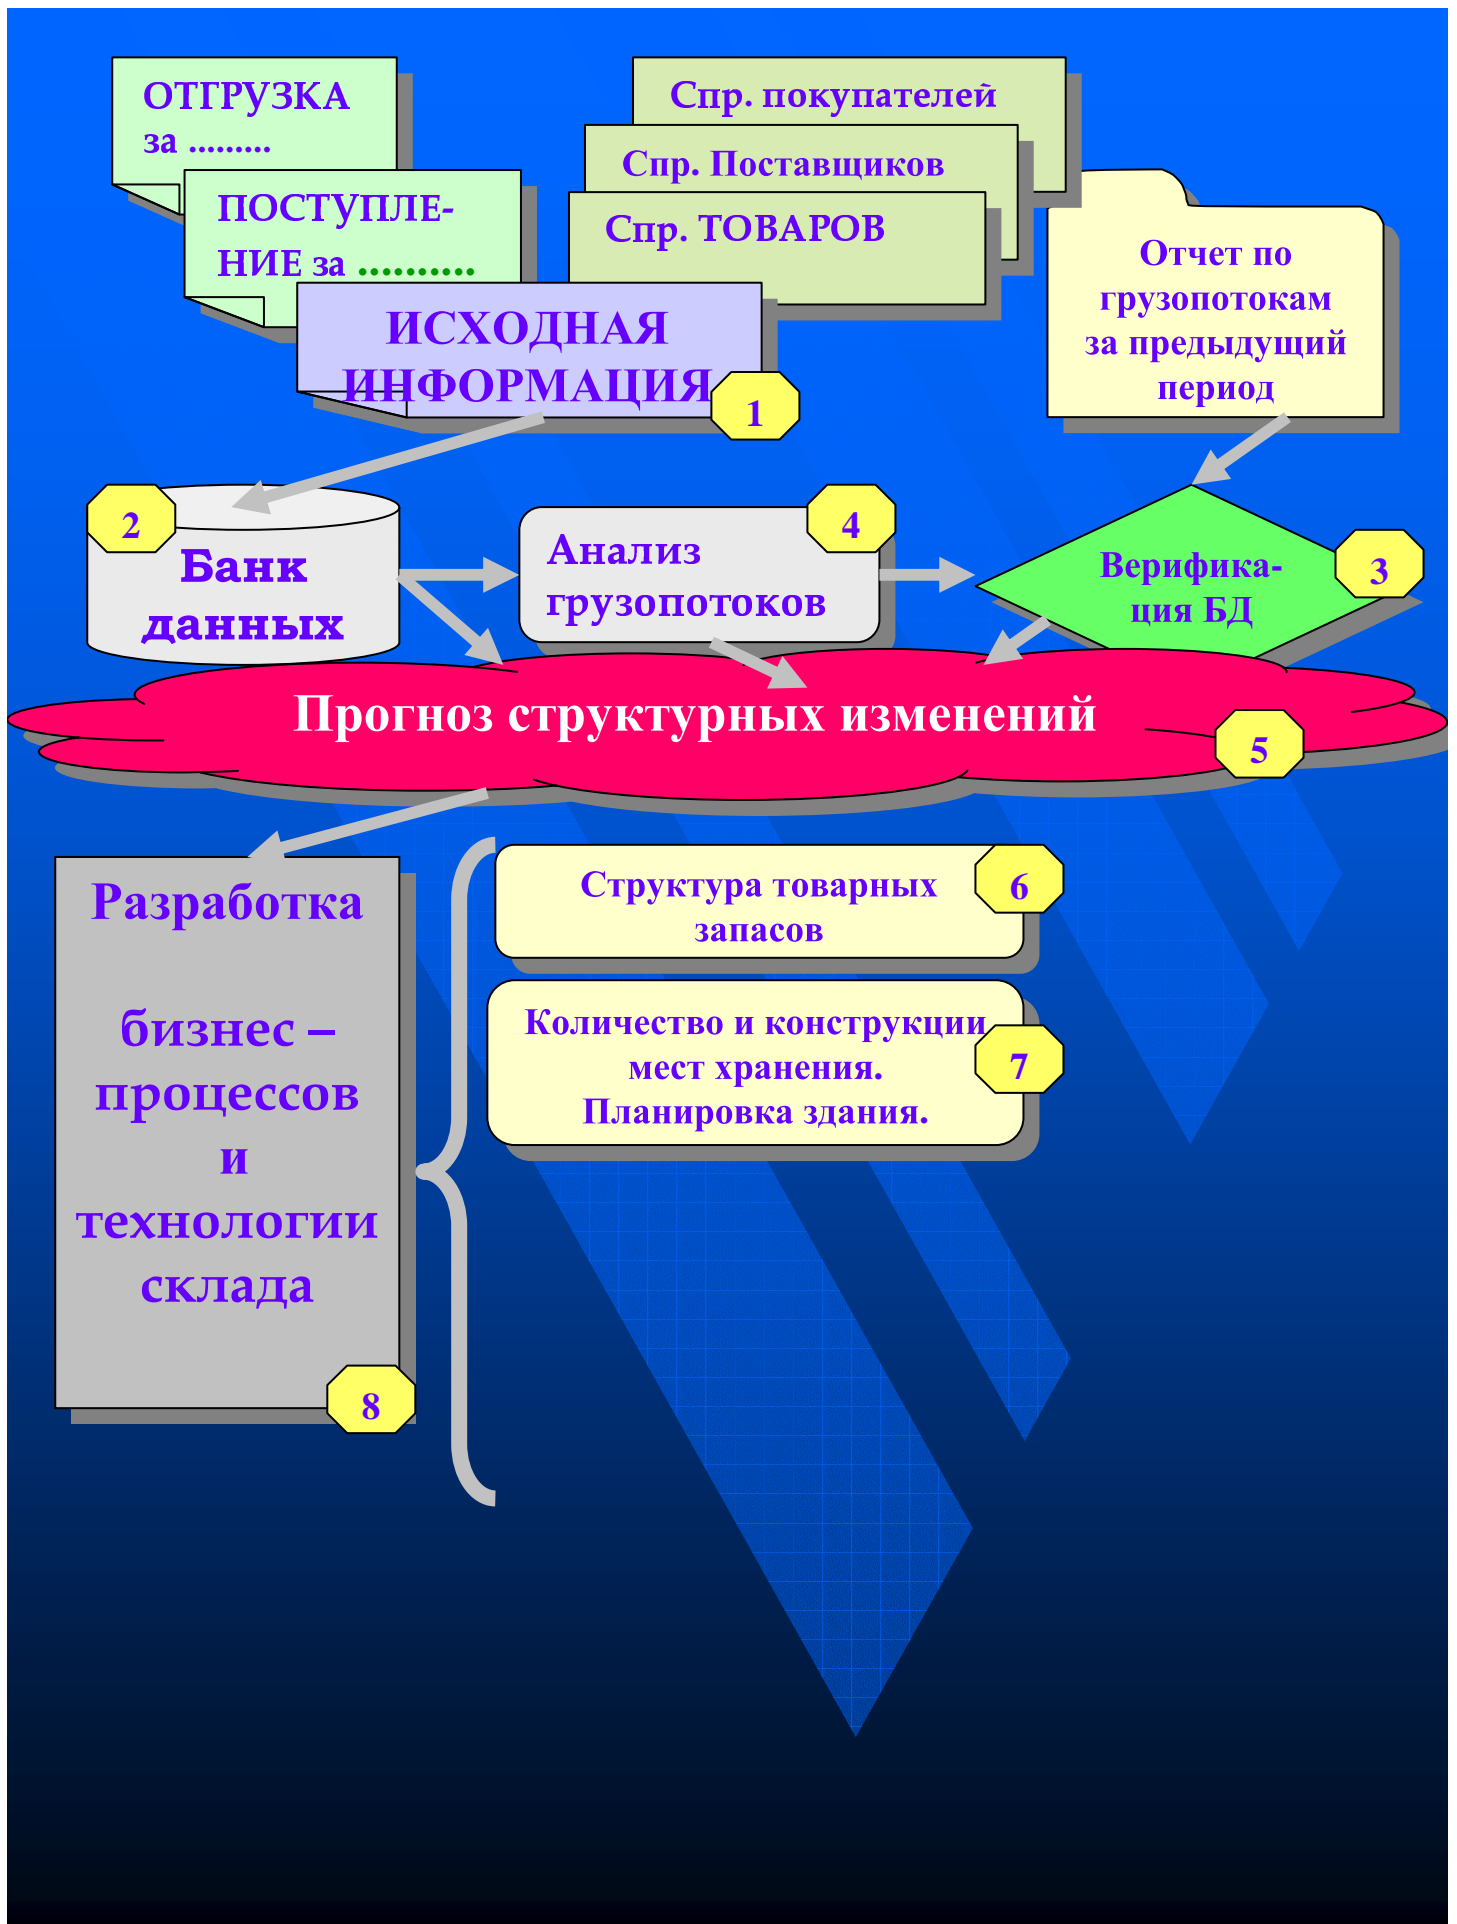 ОТГРУЗКА
за .........
ПОСТУПЛЕ-
НИЕ за ..........
Спр. покупателей
Спр. Поставщиков
Спр. ТОВАРОВ
Отчет по
грузопотокам
за предыдущий
период
ИСХОДНАЯ
ИНФОРМАЦИЯ
1
2
Банк
данных
Анализ
грузопотоков
4
Верифика-
ция БД
3
Прогноз структурных изменений
5
Разработка
бизнес –
процессов
и
технологии
склада
8
Структура товарных
запасов
6
Количество и конструкции
мест хранения.
Планировка здания.
7